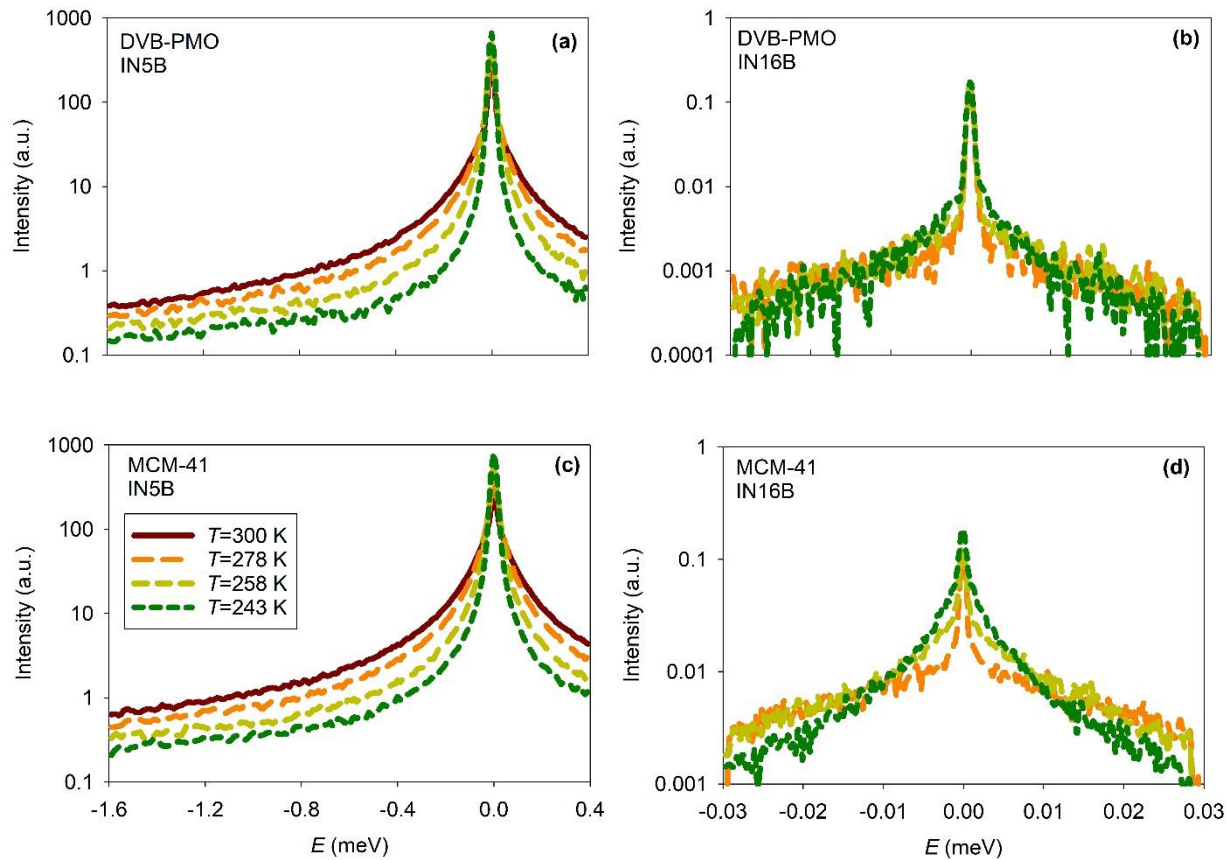 1000
100
10
1
0.1
Intensity (a.u.)
DVB-PMO
IN5B
(a)
1
0.1
0.01
0.001
0.0001
Intensity (a.u.)
DVB-PMO
IN16B
(b)
1000
100
10
1
0.1
Intensity (a.u.)
MCM-41
IN5B
(c)
T=300 K
T=278 K
T=258 K
T=243 K
-1.6 -1.2 -0.8 -0.4 0.0 0.4
E (meV)
1
0.1
0.01
0.001
Intensity (a.u.)
MCM-41
IN16B
(d)
-0.03 -0.02 -0.01 0.00 0.01 0.02 0.03
E (meV)